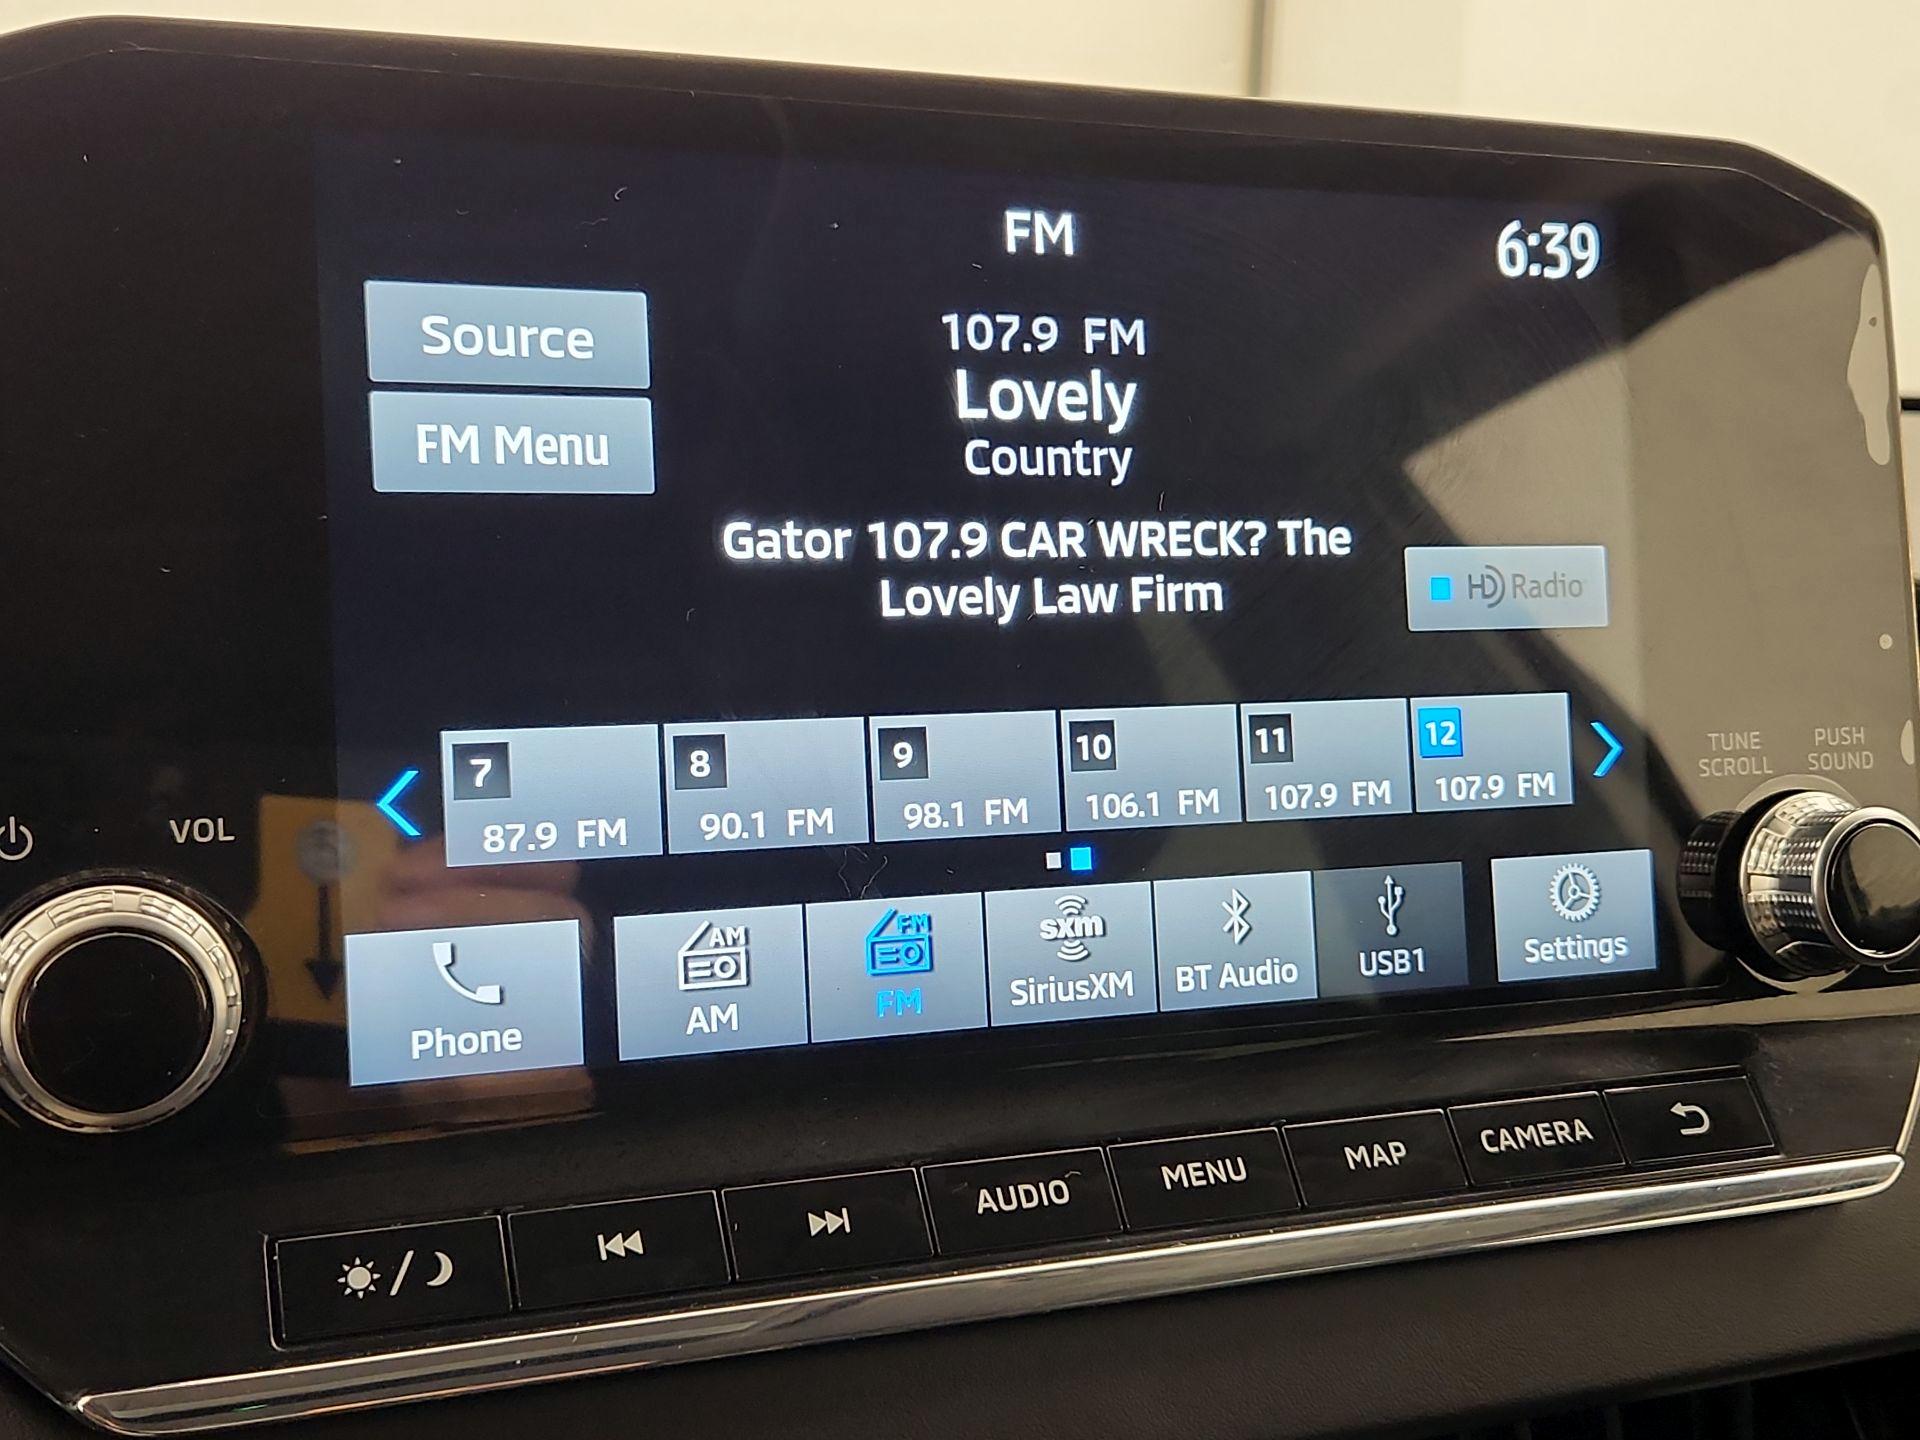 FM
6:39
Source
107.9 FM
Lovely
FM Menu
Country
Gator 107.9 CAR WRECK? The
Lovely Law Firm
HD Radio
7
87.9 FM
8
90.1 FM
9
98.1 FM
10
106.1 FM
11
107.9 FM
12
107.9 FM
TUNE
SCROLL
PUSH
SOUND
VOL
Phone
AM
AM
FM
FM
sxm
SiriusXM
BT Audio
USB1
Settings
AUDIO
MENU
MAP
CAMERA